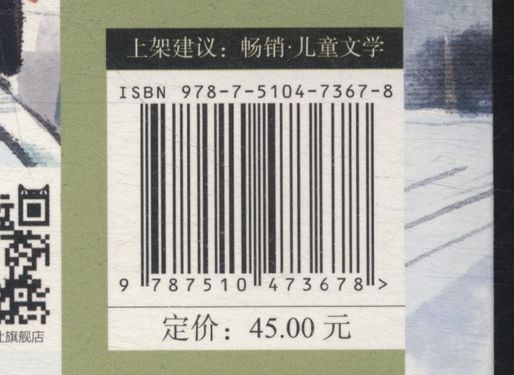 上架建议：畅销·儿童文学
ISBN 978-7-5104-7367-8
9 787510 473678 >
定价：45.00 元
旗舰店